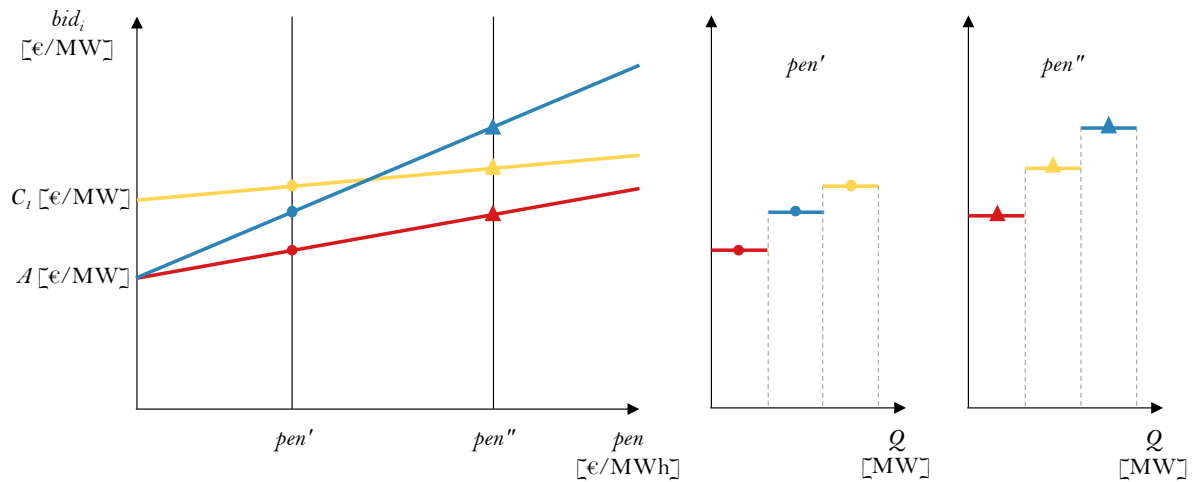 bid_i
[€/MW]
C_1 [€/MW]
A [€/MW]
pen' pen" pen
[€/MWh]
pen'
Q
[MW]
pen"
Q
[MW]